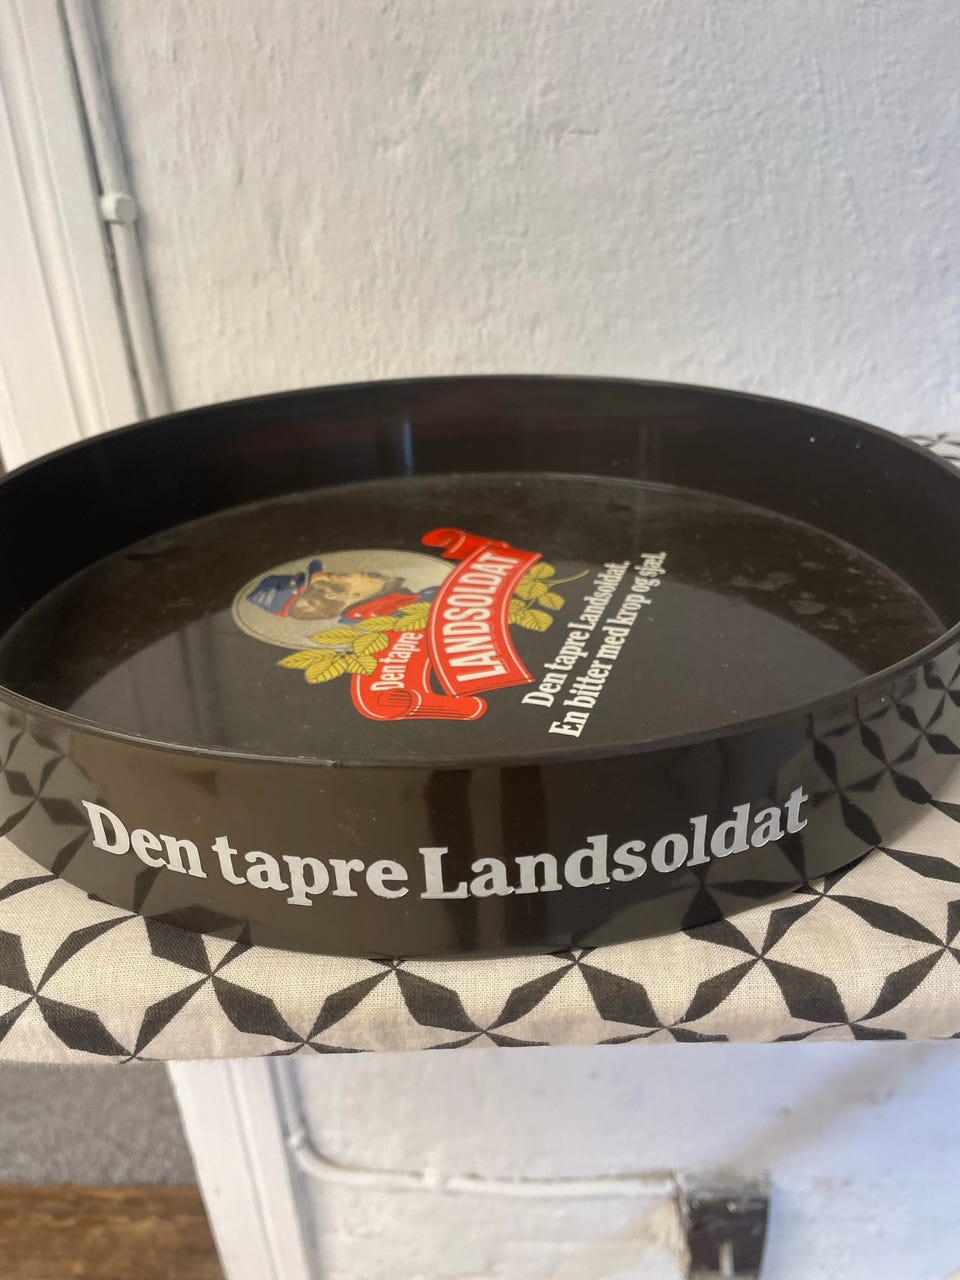 Den tapre
LANDSOLDAT
Den tapre Landsoldat.
En bitter med krop og sjæl.
Den tapre Landsoldat